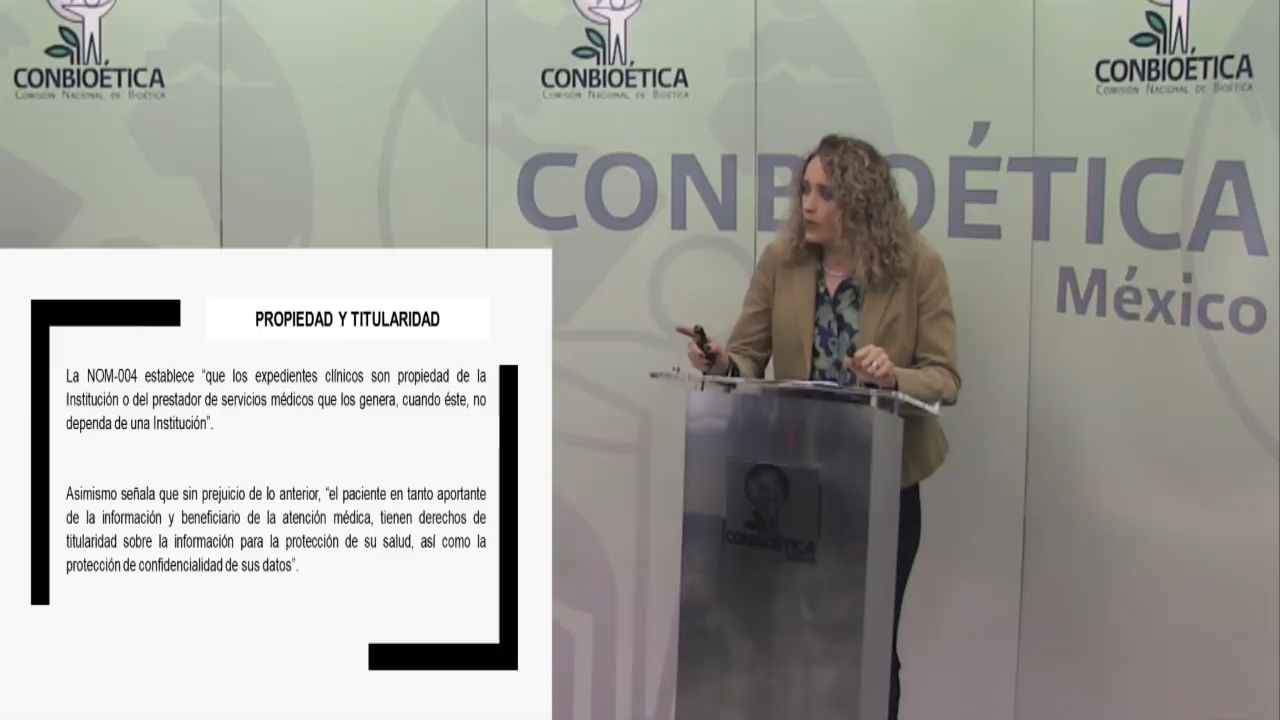 CONBIOÉTICA
COMISIÓN NACIONAL DE BIOÉTICA
CONBIOÉTICA
COMISIÓN NACIONAL DE BIOÉTICA
CONBIOÉTICA
COMISIÓN NACIONAL DE BIOÉTICA
CONB OÉTICA
México
PROPIEDAD Y TITULARIDAD
La NOM-004 establece “que los expedientes clínicos son propiedad de la
Institución o del prestador de servicios médicos que los genera, cuando éste, no
dependa de una Institución”.
Asimismo señala que sin prejuicio de lo anterior, “el paciente en tanto aportante
de la información y beneficiario de la atención médica, tienen derechos de
titularidad sobre la información para la protección de su salud, así como la
protección de confidencialidad de sus datos”.
CONBIOÉTICA